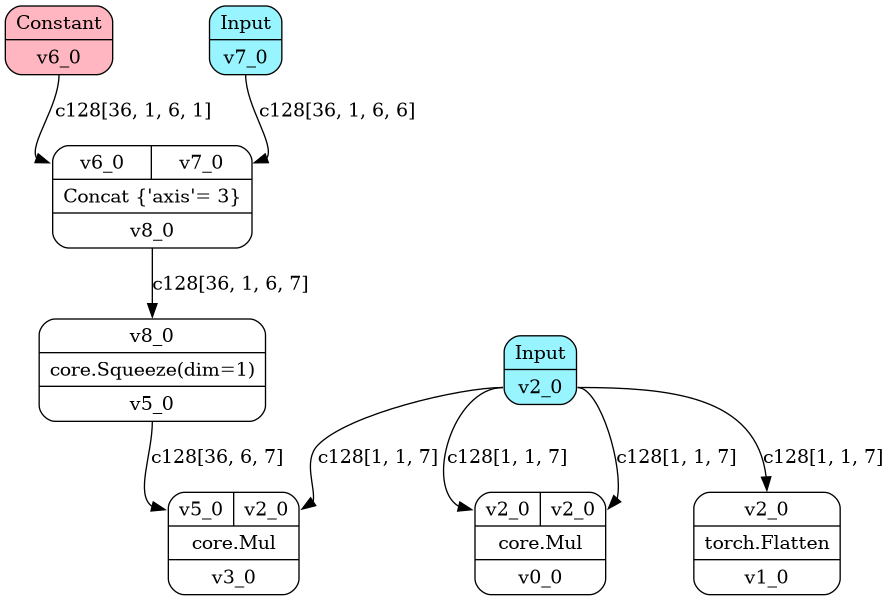 Constant
v6_0
Input
v7_0
c128[36, 1, 6, 1]
c128[36, 1, 6, 6]
v6_0 v7_0
Concat {'axis'= 3}
v8_0
c128[36, 1, 6, 7]
v8_0
core.Squeeze(dim=1)
v5_0
Input
v2_0
c128[36, 6, 7]
c128[1, 1, 7]
c128[1, 1, 7]
c128[1, 1, 7]
c128[1, 1, 7]
v5_0 v2_0
core.Mul
v3_0
v2_0 v2_0
core.Mul
v0_0
v2_0
torch.Flatten
v1_0